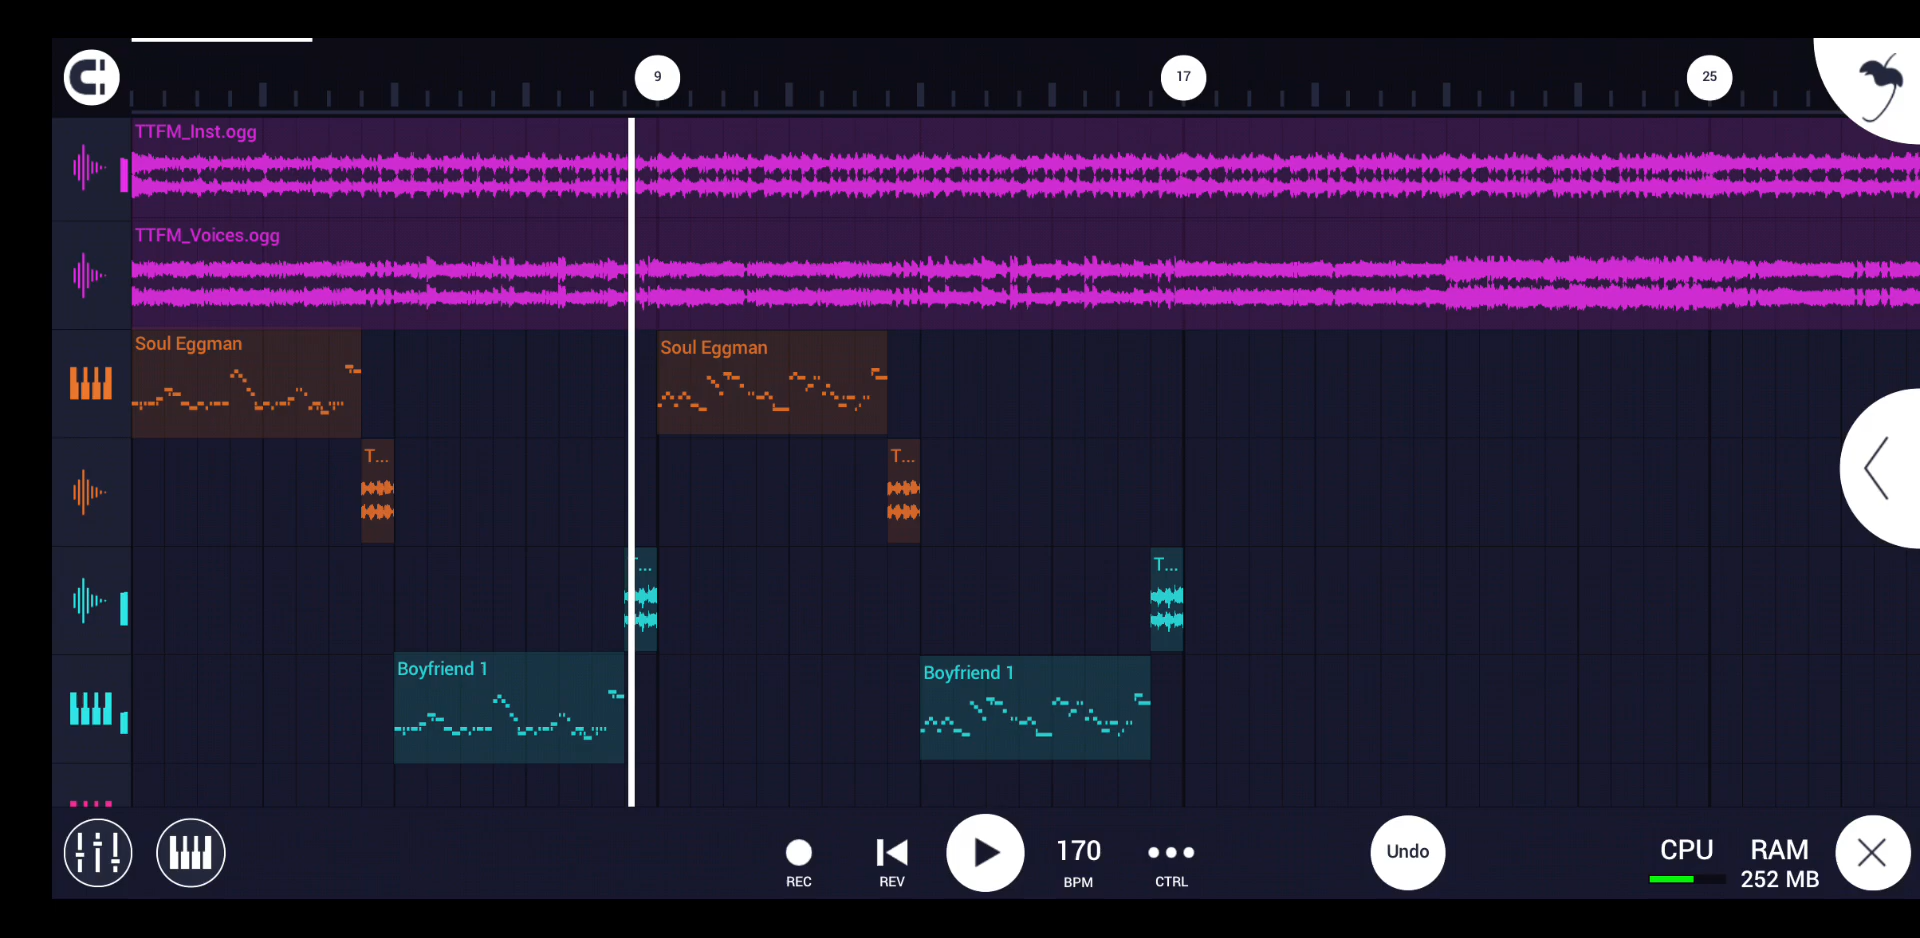 9
17
25
TTFM_Inst.ogg
TTFM_Voices.ogg
Soul Eggman
Soul Eggman
T...
T...
T...
T...
Boyfriend 1
Boyfriend 1
REC
REV
170
BPM
CTRL
Undo
CPU
RAM
252 MB